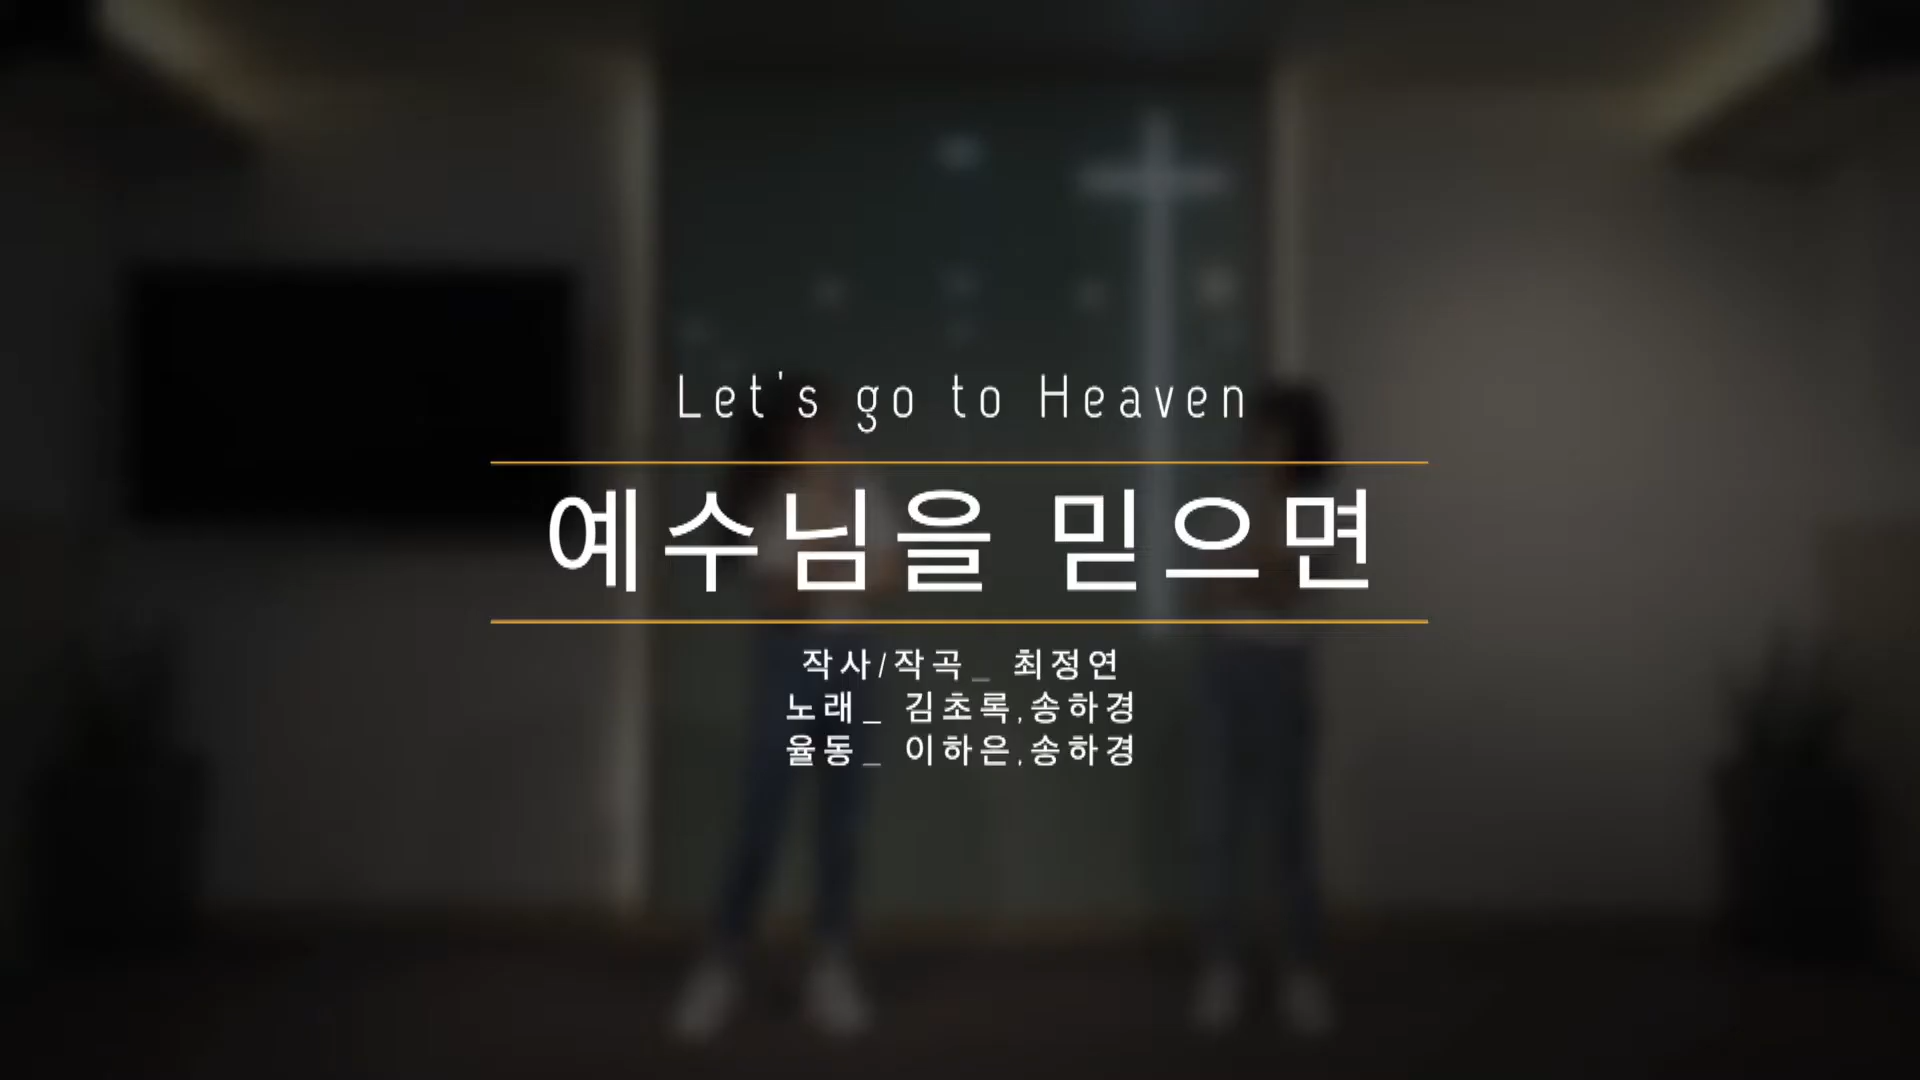 Let's go to Heaven
예수님을 믿으면
작사/작곡_ 최정연
노래_ 김초록,송하경
율동_ 이하은,송하경